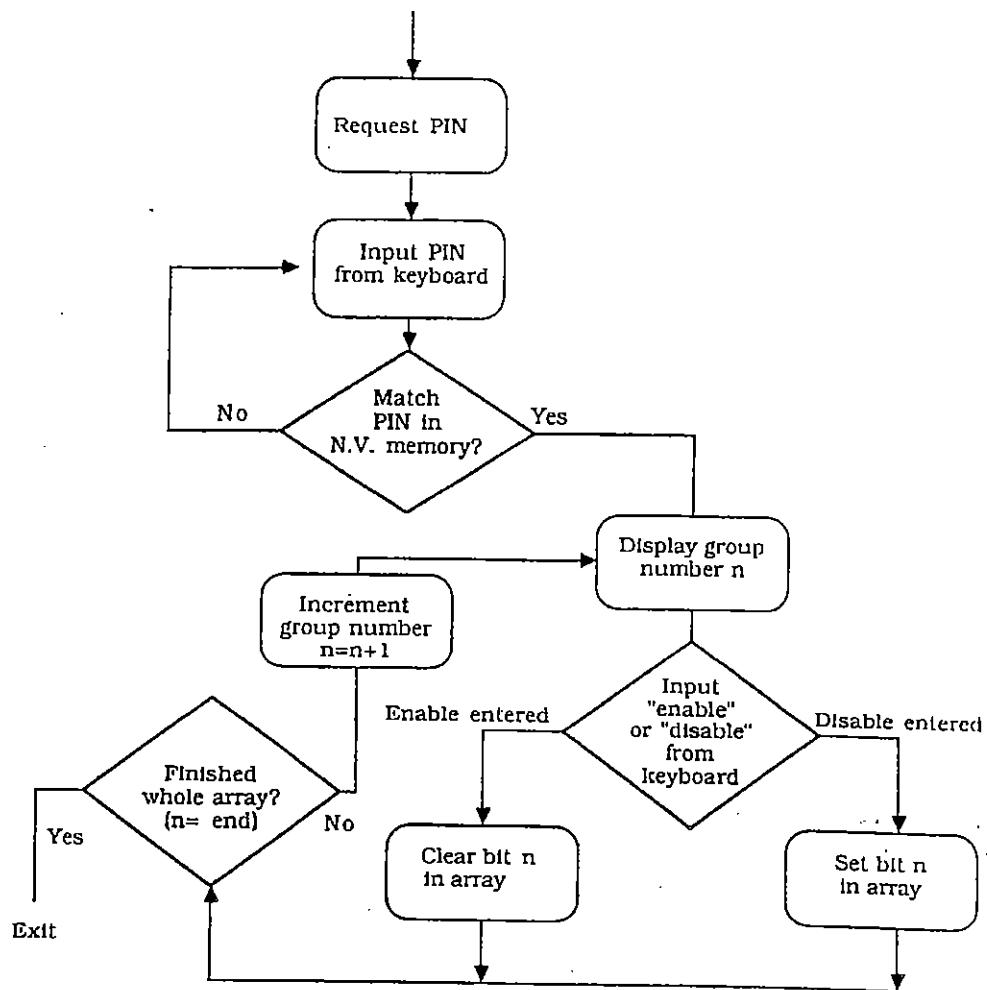 Request PIN
Input PIN
from keyboard
Match
PIN in
N.V. memory?
No
Yes
Display group
number n
Increment
group number
n=n+1
Input
"enable"
or "disable"
from
keyboard
Enable entered
Disable entered
Finished
whole array?
(n= end)
Yes
No
Clear bit n
in array
Set bit n
in array
Exit